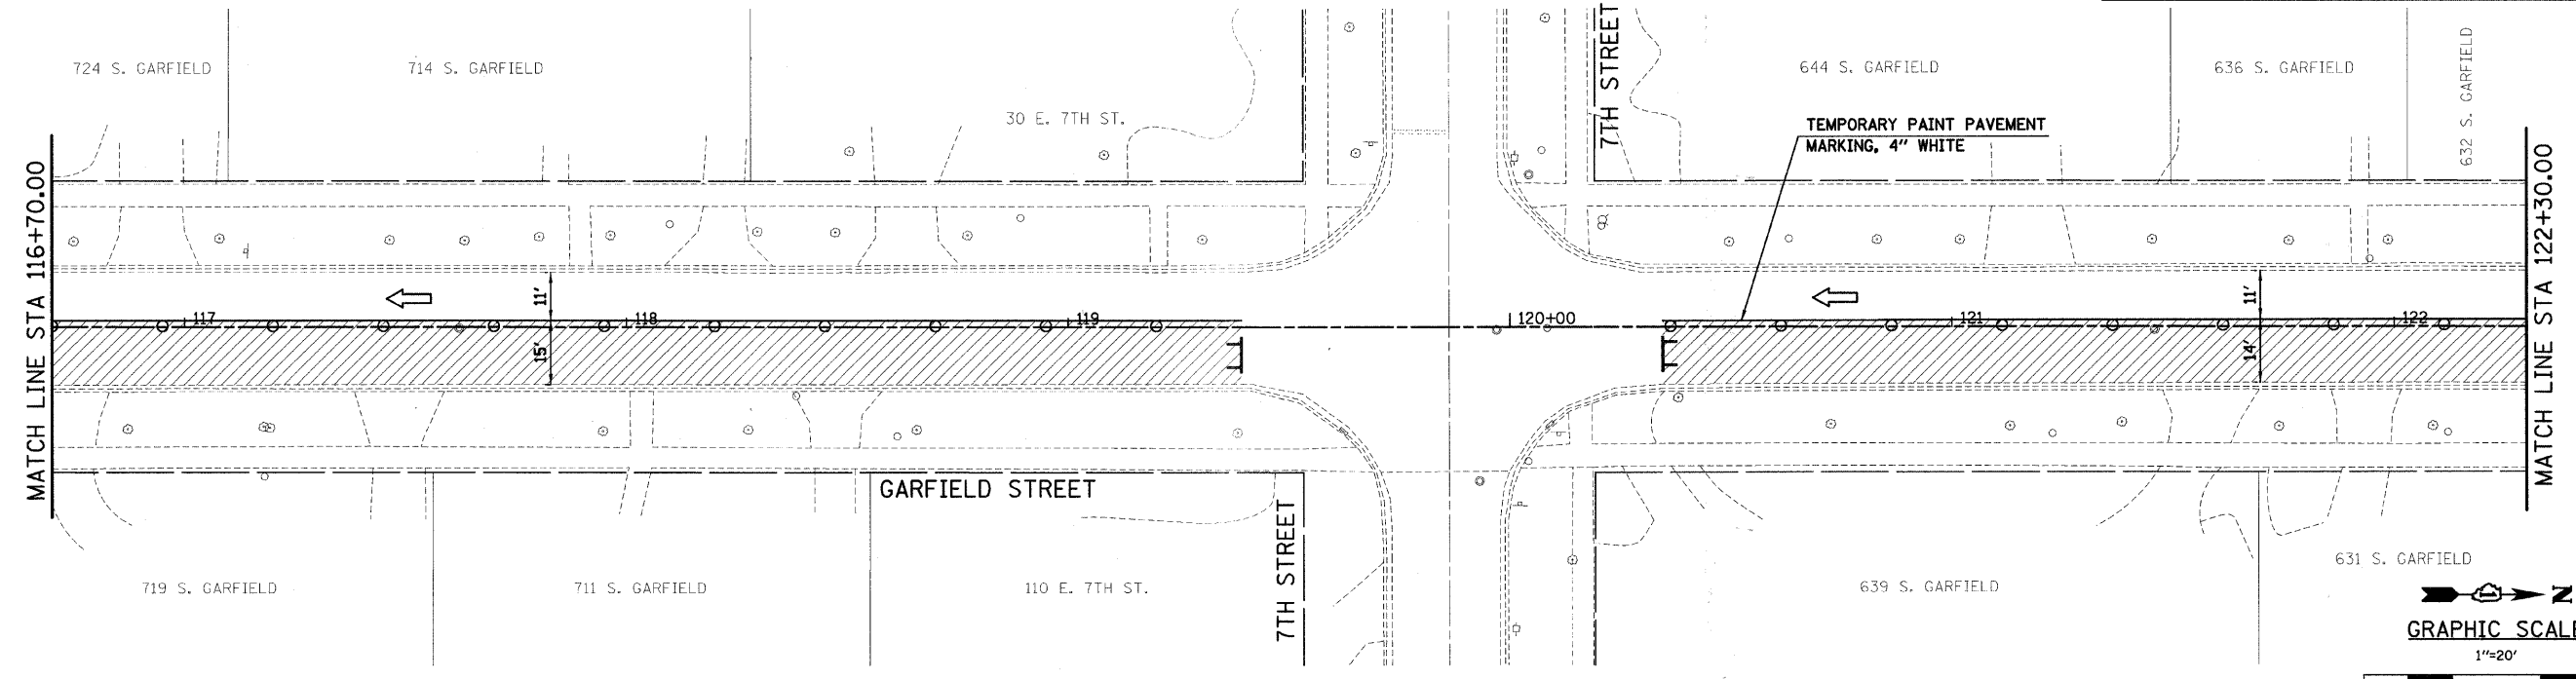 724 S. GARFIELD
714 S. GARFIELD
30 E. 7TH ST.
7TH STREET
644 S. GARFIELD
636 S. GARFIELD
632 S. GARFIELD
TEMPORARY PAINT PAVEMENT
MARKING, 4" WHITE
MATCH LINE STA 116+70.00
MATCH LINE STA 122+30.00
11'
11'
117
118
119
120+00
121
122
15'
14'
GARFIELD STREET
7TH STREET
719 S. GARFIELD
711 S. GARFIELD
110 E. 7TH ST.
639 S. GARFIELD
631 S. GARFIELD
N
GRAPHIC SCALE
1"=20'